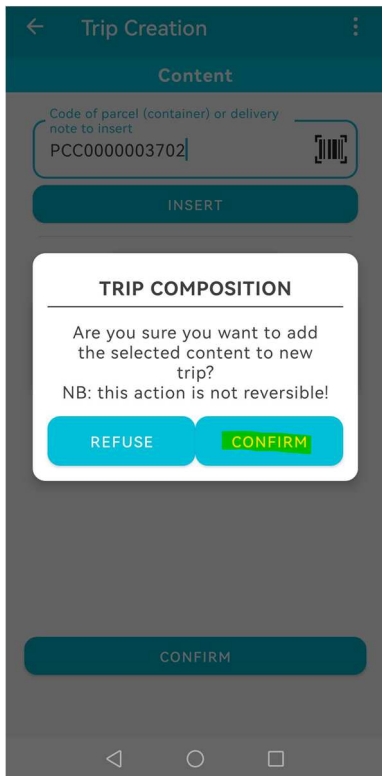 Trip Creation
Content
Code of parcel (container) or delivery
note to insert
PCC0000003702
INSERT
TRIP COMPOSITION
Are you sure you want to add
the selected content to new
trip?
NB: this action is not reversible!
REFUSE
CONFIRM
CONFIRM